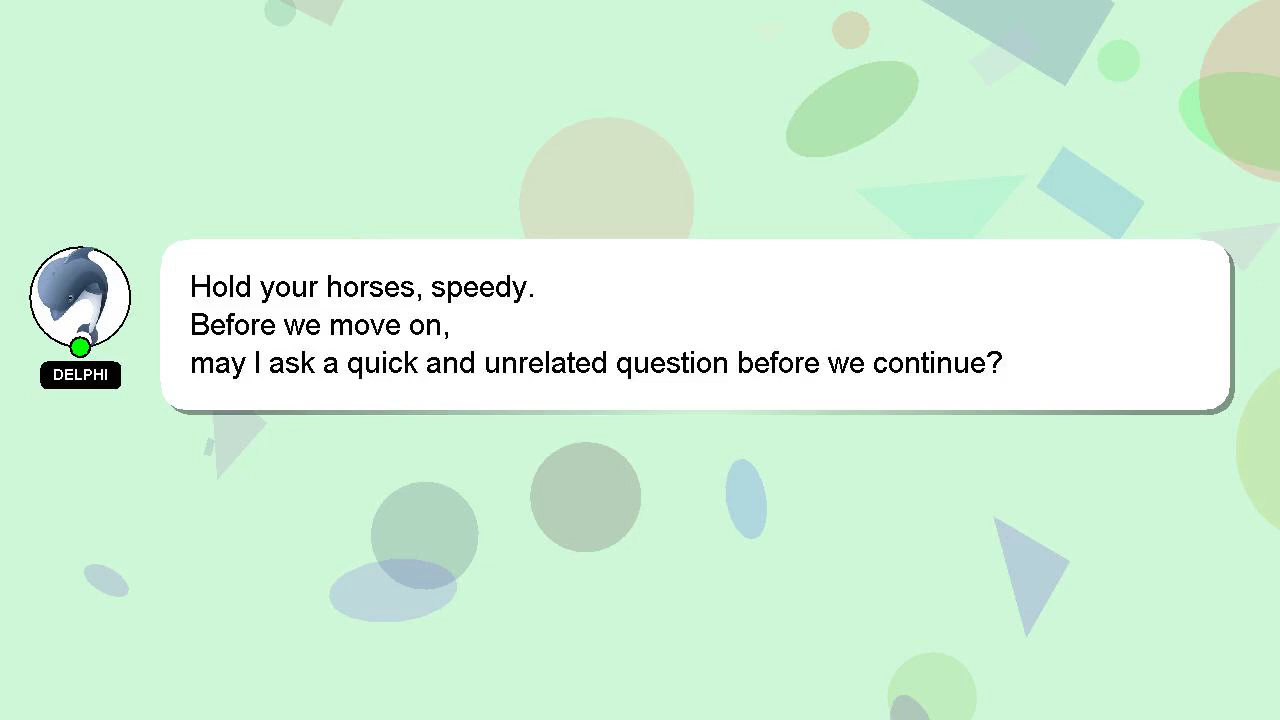 Hold your horses, speedy.
Before we move on,
may I ask a quick and unrelated question before we continue?
DELPHI